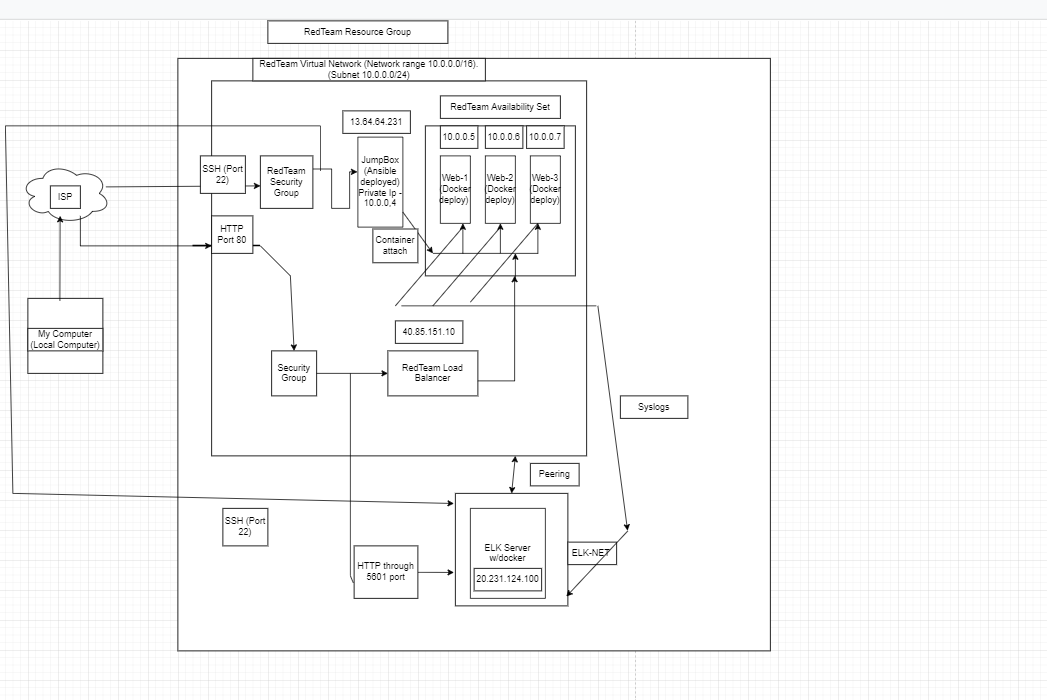 RedTeam Resource Group
RedTeam Virtual Network (Network range 10.0.0.0/16).
(Subnet 10.0.0.0/24)
RedTeam Availability Set
13.64.64.231
10.0.0.5
10.0.0.6
10.0.0.7
SSH (Port
22)
RedTeam
Security
Group
JumpBox
(Ansible
deployed)
Private Ip -
10.0.0,4
Web-1
(Docker
deploy)
Web-2
(Docker
deploy)
Web-3
(Docker
deploy)
ISP
HTTP
Port 80
Container
attach
My Computer
(Local Computer)
40.85.151.10
Security
Group
RedTeam Load
Balancer
Syslogs
Peering
SSH (Port
22)
ELK Server
w/docker
20.231.124.100
ELK-NET
HTTP through
5601 port